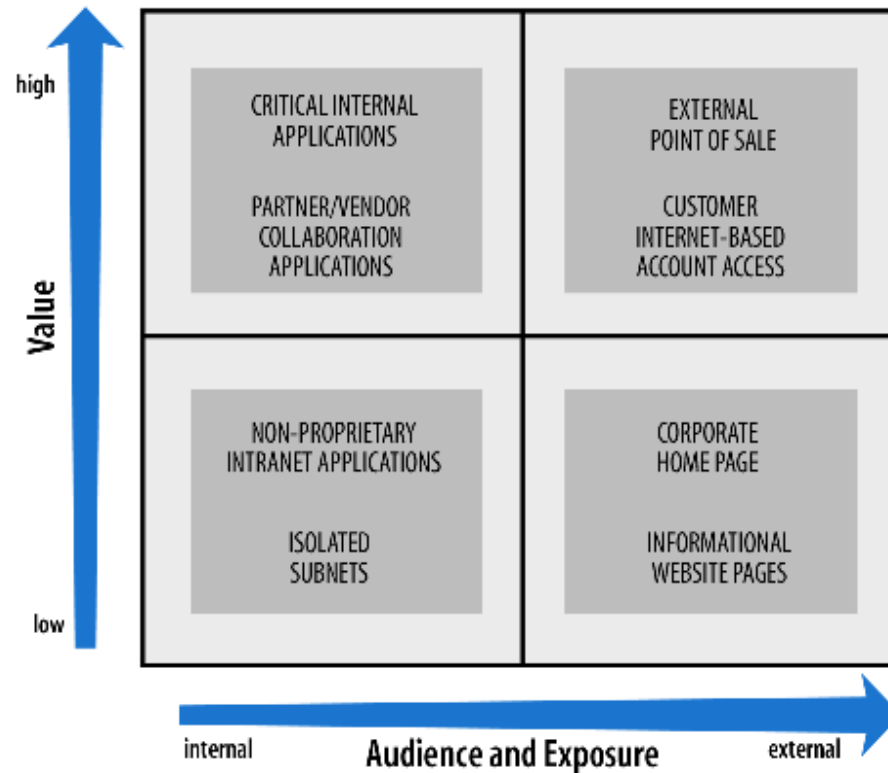 high
Value
low
CRITICAL INTERNAL
APPLICATIONS
PARTNER/VENDOR
COLLABORATION
APPLICATIONS
EXTERNAL
POINT OF SALE
CUSTOMER
INTERNET-BASED
ACCOUNT ACCESS
NON-PROPRIETARY
INTRANET APPLICATIONS
ISOLATED
SUBNETS
CORPORATE
HOME PAGE
INFORMATIONAL
WEBSITE PAGES
internal
Audience and Exposure
external